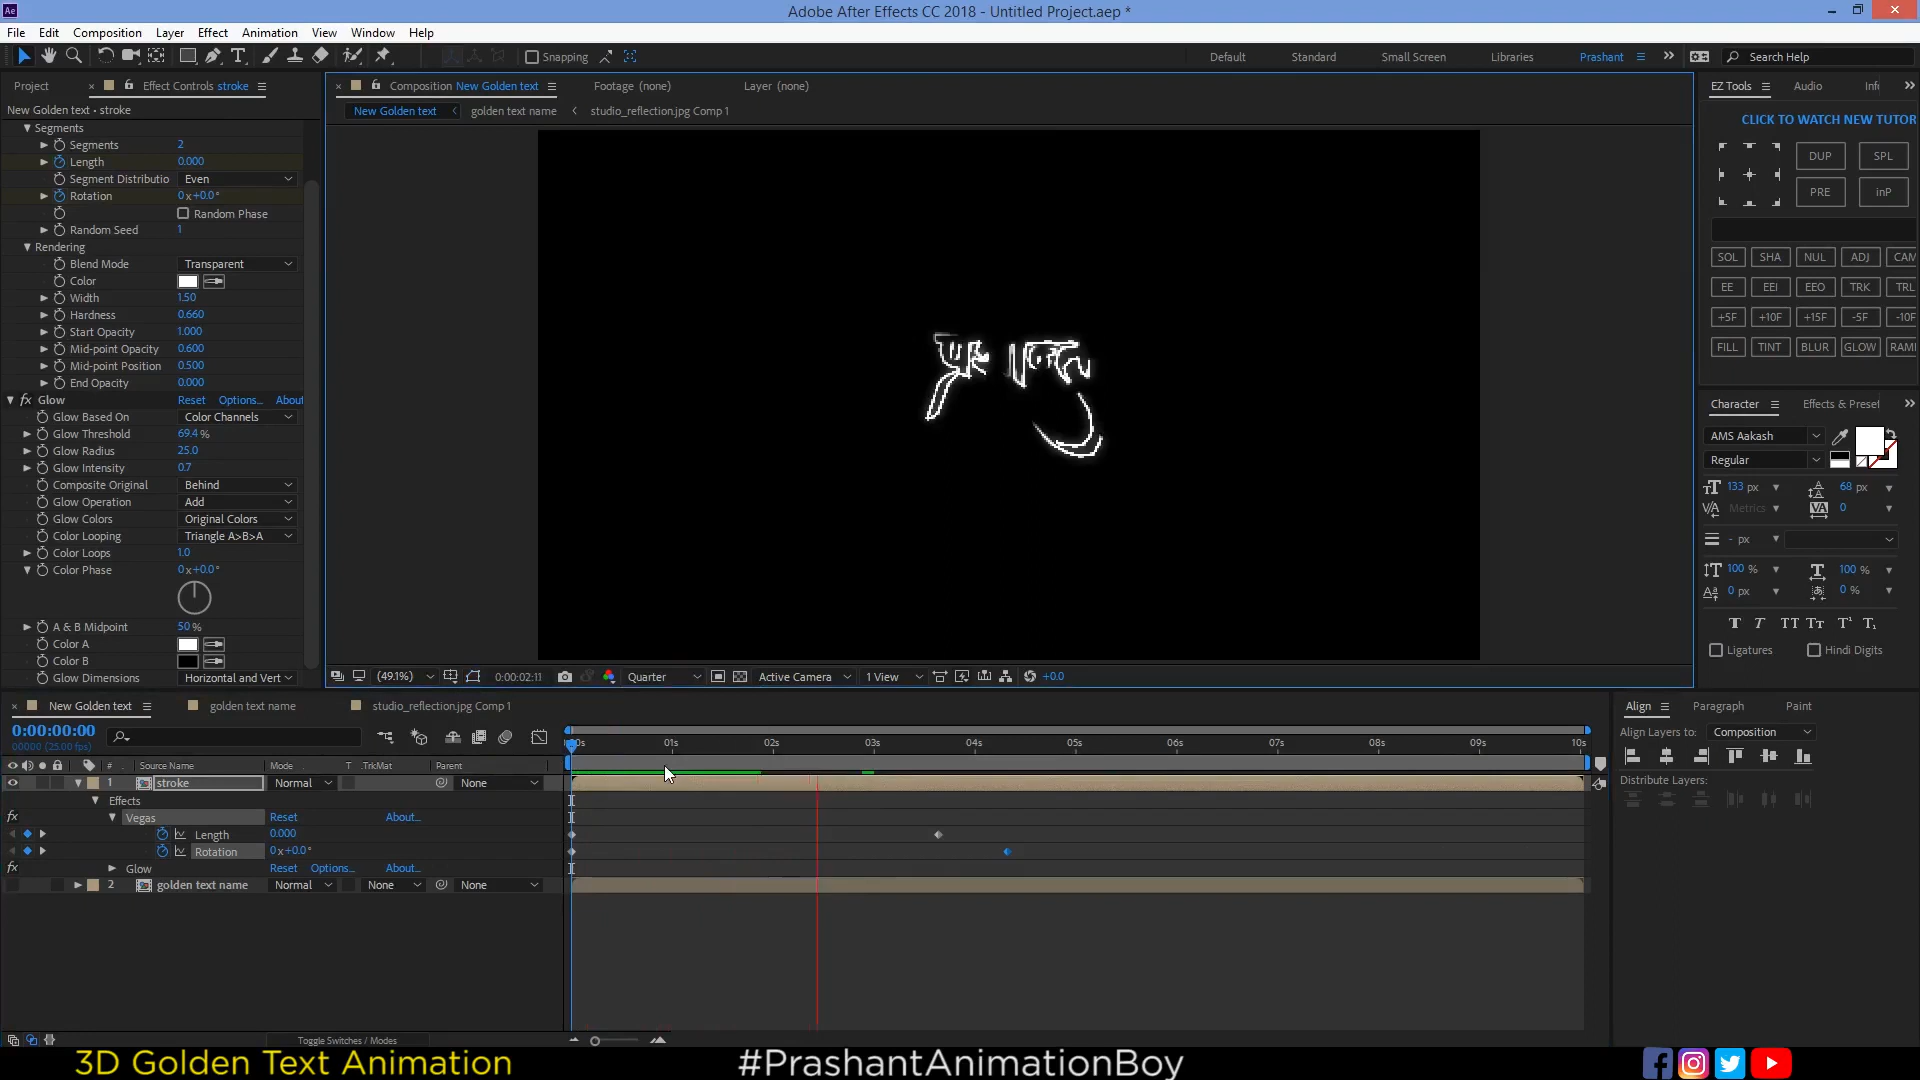 Adobe After Effects CC 2018 - Untitled Project.aep *
File Edit Composition Layer Effect Animation View Window Help
Snapping Default Standard Small Screen Libraries Prashant Search Help
Project Effect Controls stroke
Composition New Golden text Footage (none) Layer (none)
EZ Tools Audio Info
New Golden text • stroke
New Golden text golden text name studio_reflection.jpg Comp 1
CLICK TO WATCH NEW TUTOR
Segments
Segments 2
Length 0.000
Segment Distributio Even
Rotation 0x+0.0°
Random Phase
Random Seed 1
Rendering
Blend Mode Transparent
Color
Width 1.50
Hardness 0.660
Start Opacity 1.000
Mid-point Opacity 0.600
Mid-point Position 0.500
End Opacity 0.000
fx Glow Reset Options... About
Glow Based On Color Channels
Glow Threshold 69.4%
Glow Radius 25.0
Glow Intensity 0.7
Composite Original Behind
Glow Operation Add
Glow Colors Original Colors
Color Looping Triangle A>B>A
Color Loops 1.0
Color Phase 0x+0.0°
A & B Midpoint 50%
Color A
Color B
Glow Dimensions Horizontal and Vert
(49.1%) 0:00:02:11 Quarter Active Camera 1 View +0.0
DUP SPL
PRE inP
SOL SHA NUL ADJ CAM
EE EEI EEO TRK TRL
+5F +10F +15F -5F -10F
FILL TINT BLUR GLOW RAM
Character Effects & Preset
AMS Aakash
Regular
133 px 68 px
Metrics 0
- px
100 % 100 %
0 px 0 %
Ligatures Hindi Digits
New Golden text golden text name studio_reflection.jpg Comp 1
0:00:00:00
00000 (25.00 fps)
01s 02s 03s 04s 05s 06s 07s 08s 09s 10s
# Source Name Mode T .TrkMat Parent
1 stroke Normal None
Effects
fx Vegas Reset About...
Length 0.000
Rotation 0x+0.0°
fx Glow Reset Options... About...
2 golden text name Normal None None
Toggle Switches / Modes
Align Paragraph Paint
Align Layers to: Composition
Distribute Layers:
3D Golden Text Animation #PrashantAnimationBoy